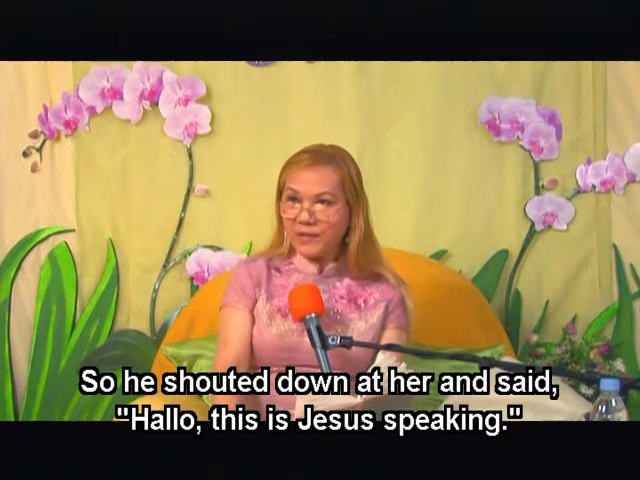 So he shouted down at her and said,
"Hallo, this is Jesus speaking."